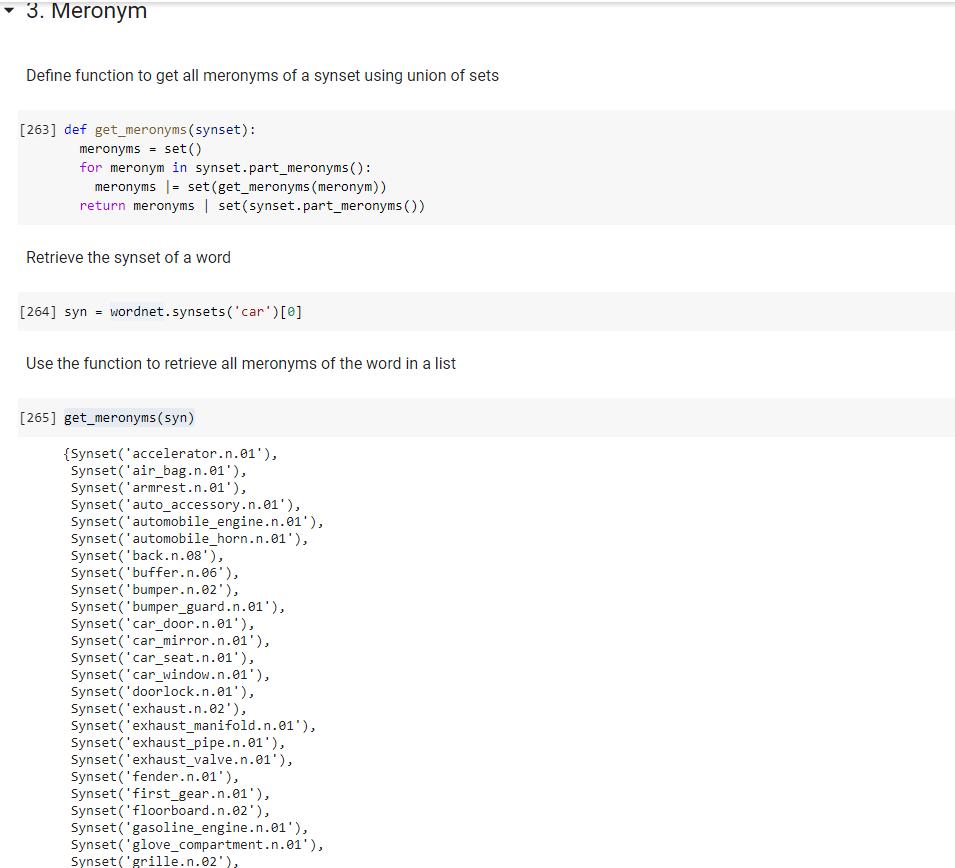 3. Meronym
Define function to get all meronyms of a synset using union of sets
[263] def get_meronyms(synset):
meronyms = set()
for meronym in synset.part_meronyms():
meronyms |= set(get_meronyms(meronym))
return meronyms | set(synset.part_meronyms())
Retrieve the synset of a word
[264] syn = wordnet.synsets('car')[0]
Use the function to retrieve all meronyms of the word in a list
[265] get_meronyms(syn)
{Synset('accelerator.n.01'),
Synset('air_bag.n.01'),
Synset('armrest.n.01'),
Synset('auto_accessory.n.01'),
Synset('automobile_engine.n.01'),
Synset('automobile_horn.n.01'),
Synset('back.n.08'),
Synset('buffer.n.06'),
Synset('bumper.n.02'),
Synset('bumper_guard.n.01'),
Synset('car_door.n.01'),
Synset('car_mirror.n.01'),
Synset('car_seat.n.01'),
Synset('car_window.n.01'),
Synset('doorlock.n.01'),
Synset('exhaust.n.02'),
Synset('exhaust_manifold.n.01'),
Synset('exhaust_pipe.n.01'),
Synset('exhaust_valve.n.01'),
Synset('fender.n.01'),
Synset('first_gear.n.01'),
Synset('floorboard.n.02'),
Synset('gasoline_engine.n.01'),
Synset('glove_compartment.n.01'),
Synset('grille.n.02'),